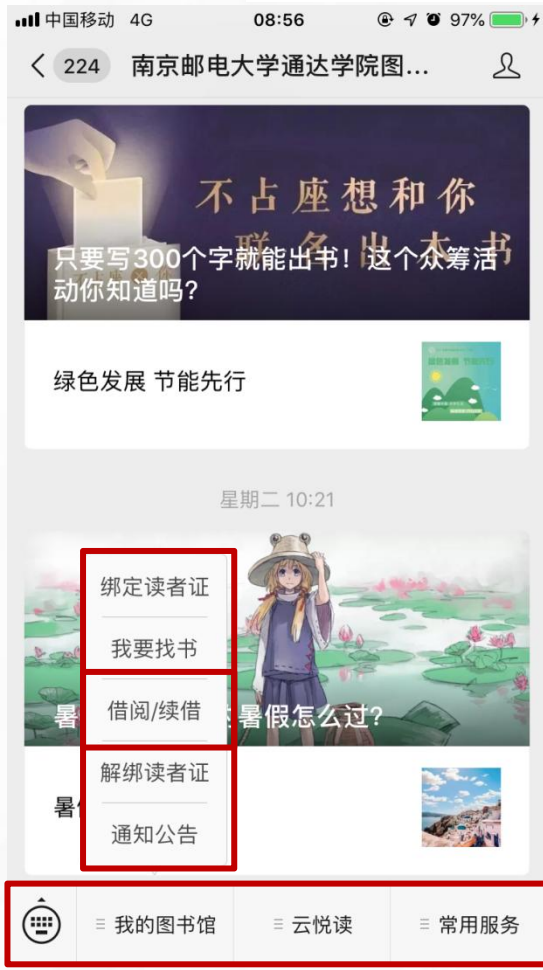 中国移动 4G 08:56 97%
224 南京邮电大学通达学院图...
不占座想和你
联名出本书
只要写300个字就能出书！这个众筹活
动你知道吗？
绿色发展 节能先行
星期二 10:21
绑定读者证
我要找书
借阅/续借
暑假怎么过？
解绑读者证
通知公告
我的图书馆 云悦读 常用服务